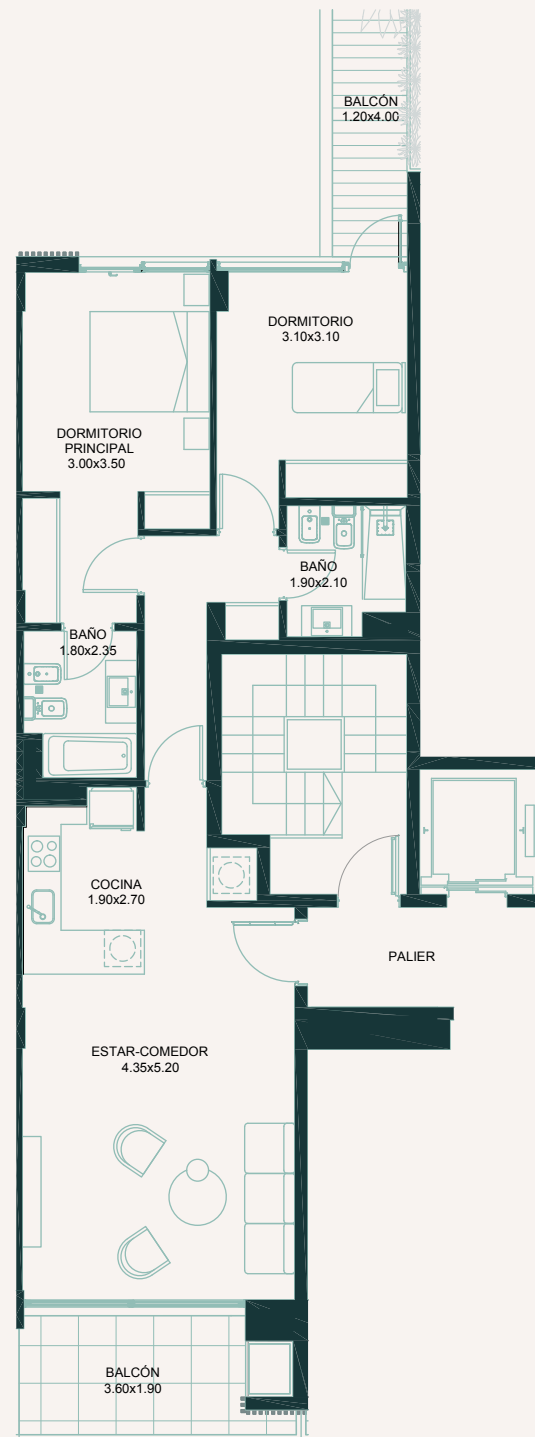 BALCÓN
1.20x4.00
DORMITORIO
3.10x3.10
DORMITORIO
PRINCIPAL
3.00x3.50
BAÑO
1.90x2.10
BAÑO
1.80x2.35
COCINA
1.90x2.70
PALIER
ESTAR-COMEDOR
4.35x5.20
BALCÓN
3.60x1.90